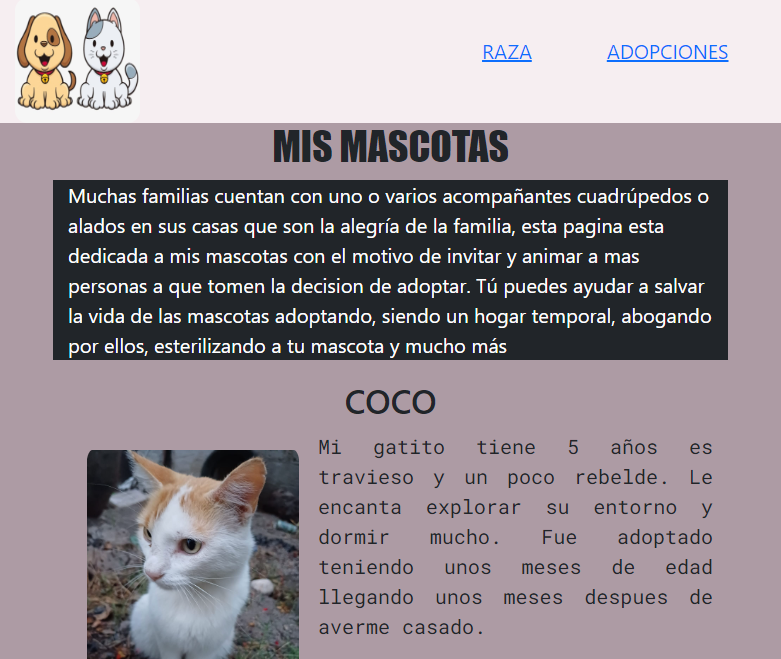 RAZA ADOPCIONES
MIS MASCOTAS
Muchas familias cuentan con uno o varios acompañantes cuadrúpedos o
alados en sus casas que son la alegría de la familia, esta pagina esta
dedicada a mis mascotas con el motivo de invitar y animar a mas
personas a que tomen la decision de adoptar. Tú puedes ayudar a salvar
la vida de las mascotas adoptando, siendo un hogar temporal, abogando
por ellos, esterilizando a tu mascota y mucho más
COCO
Mi gatito tiene 5 años es
travieso y un poco rebelde. Le
encanta explorar su entorno y
dormir mucho. Fue adoptado
teniendo unos meses de edad
llegando unos meses despues de
averme casado.